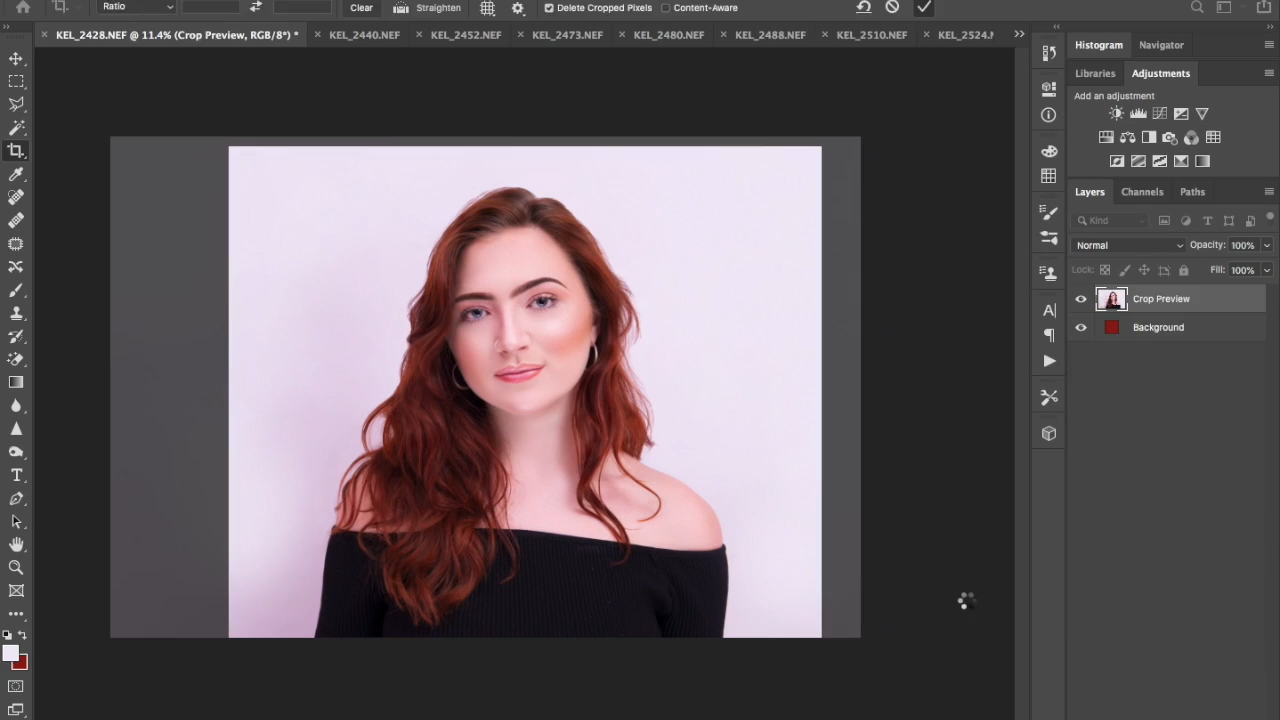 Ratio Clear Straighten Delete Cropped Pixels Content-Aware
KEL_2428.NEF @ 11.4% (Crop Preview, RGB/8*) * KEL_2440.NEF KEL_2452.NEF KEL_2473.NEF KEL_2480.NEF KEL_2488.NEF KEL_2510.NEF KEL_2524.N
Histogram Navigator
Libraries Adjustments
Add an adjustment
Layers Channels Paths
Kind
Normal Opacity: 100%
Lock: Fill: 100%
Crop Preview
Background